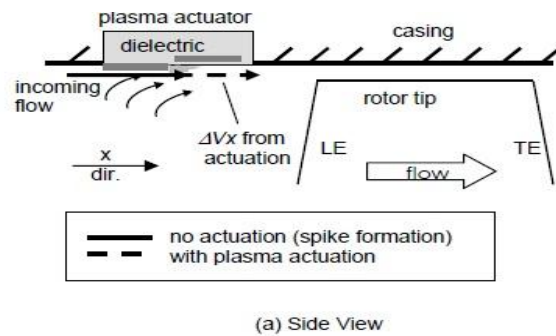 plasma actuator
casing
dielectric
incoming
flow
rotor tip
ΔVx from
actuation
LE
TE
x
dir.
flow
no actuation (spike formation)
with plasma actuation
(a) Side View